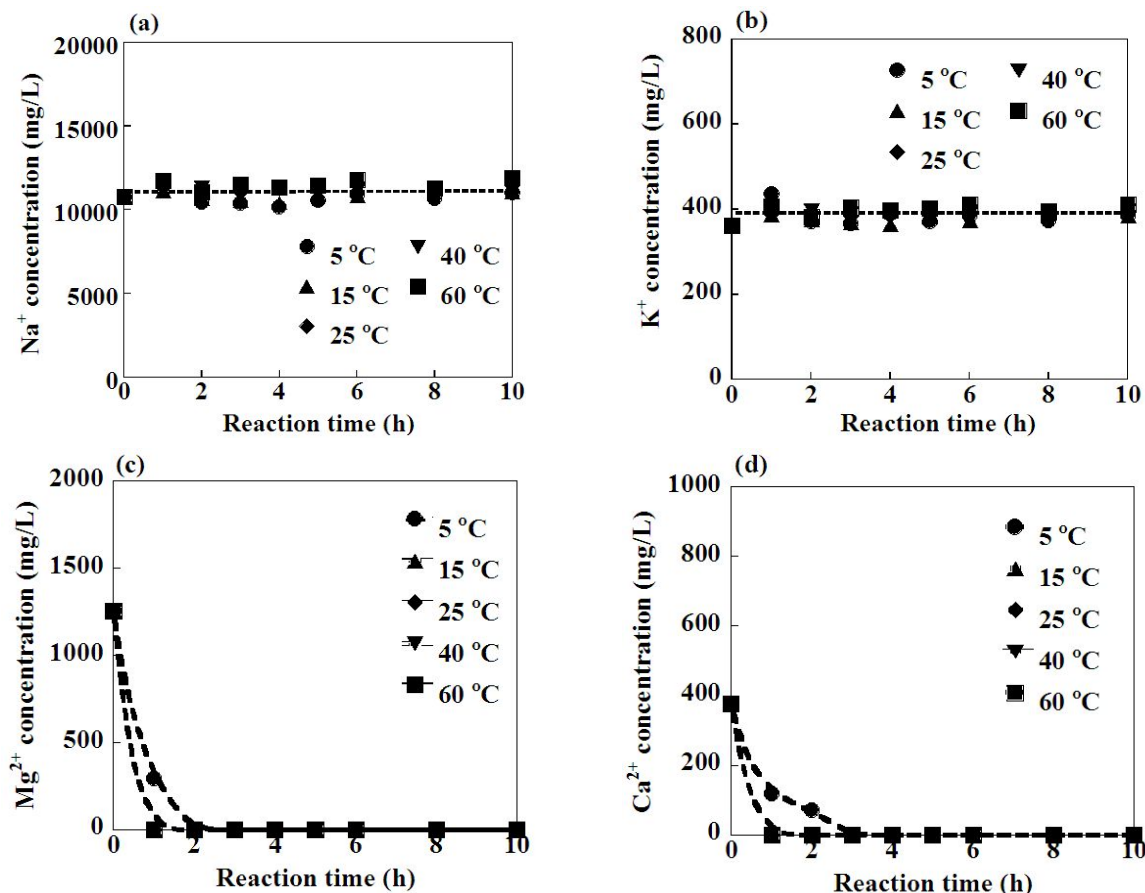 (a)
20000
15000
10000
5000
0
Na+ concentration (mg/L)
5 °C
15 °C
25 °C
40 °C
60 °C
0 2 4 6 8 10
Reaction time (h)
(b)
800
600
400
200
0
K+ concentration (mg/L)
5 °C
15 °C
25 °C
40 °C
60 °C
0 2 4 6 8 10
Reaction time (h)
(c)
2000
1500
1000
500
0
Mg2+ concentration (mg/L)
5 °C
15 °C
25 °C
40 °C
60 °C
0 2 4 6 8 10
Reaction time (h)
(d)
1000
800
600
400
200
0
Ca2+ concentration (mg/L)
5 °C
15 °C
25 °C
40 °C
60 °C
0 2 4 6 8 10
Reaction time (h)